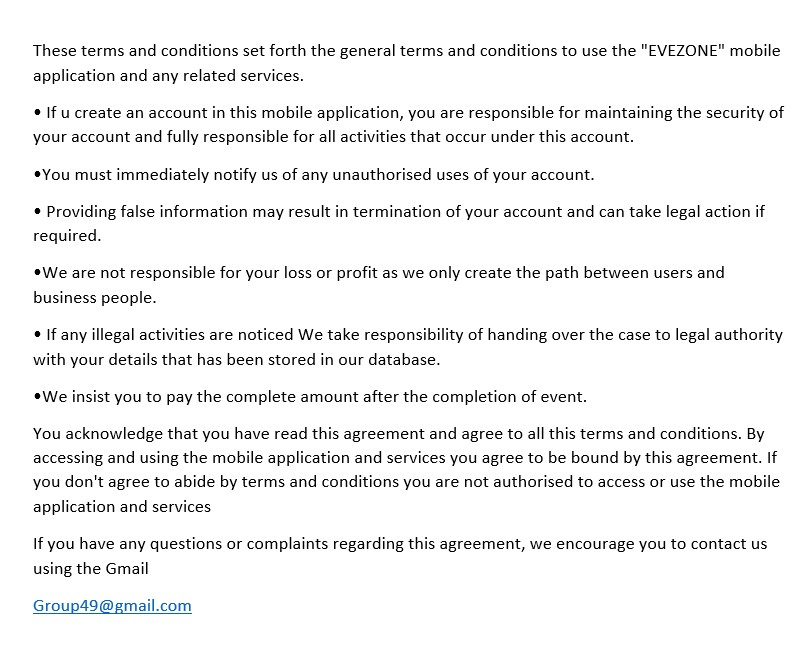 These terms and conditions set forth the general terms and conditions to use the "EVEZONE" mobile
application and any related services.
• If u create an account in this mobile application, you are responsible for maintaining the security of
your account and fully responsible for all activities that occur under this account.
•You must immediately notify us of any unauthorised uses of your account.
• Providing false information may result in termination of your account and can take legal action if
required.
•We are not responsible for your loss or profit as we only create the path between users and
business people.
• If any illegal activities are noticed We take responsibility of handing over the case to legal authority
with your details that has been stored in our database.
•We insist you to pay the complete amount after the completion of event.
You acknowledge that you have read this agreement and agree to all this terms and conditions. By
accessing and using the mobile application and services you agree to be bound by this agreement. If
you don't agree to abide by terms and conditions you are not authorised to access or use the mobile
application and services
If you have any questions or complaints regarding this agreement, we encourage you to contact us
using the Gmail
Group49@gmail.com